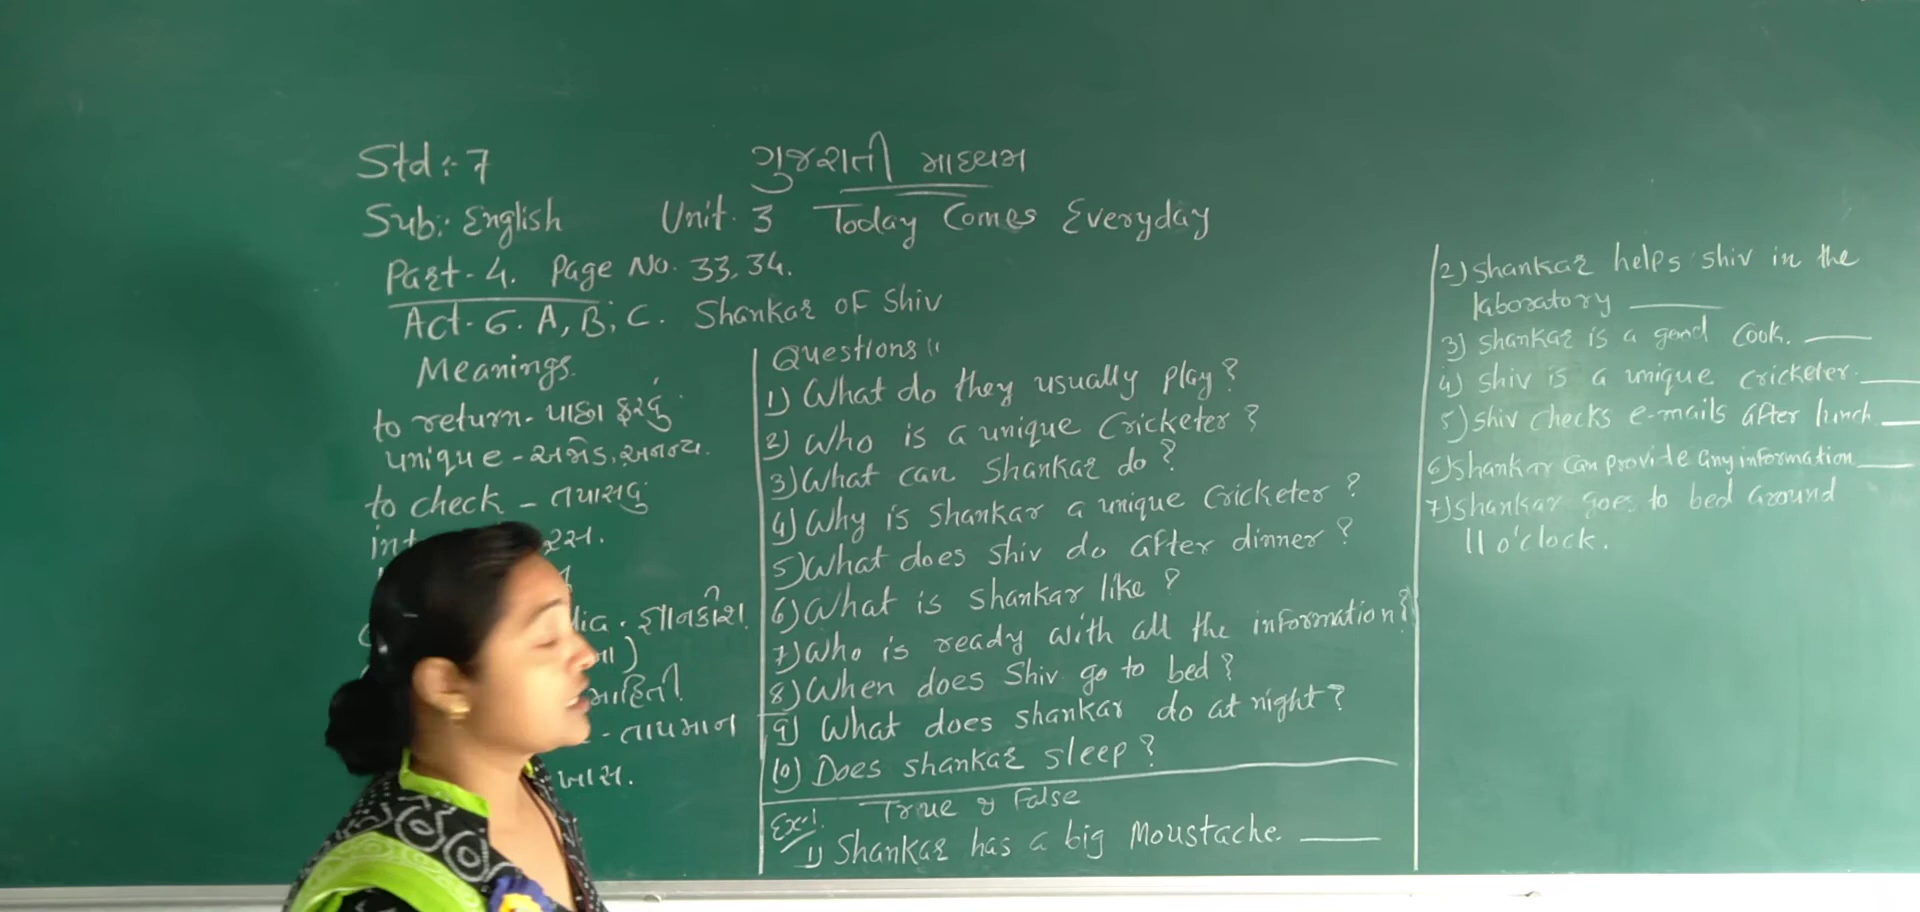 Std :- 7
ગુજરાતી માધ્યમ
Sub:. English Unit. 3 Today Comes Everyday
Part-4. Page No. 33, 34.
Act-6. A, B, C. Shankar of Shiv
Meanings.
to return - પાછા ફરવું
unique - અજોડ, અનન્ય.
to check - તપાસવું
રસ.
જ્ઞાનકોશ
માહિતી
- તાપમાન
ખાસ.
Questions"
1) What do they usually play?
2) Who is a unique Cricketer?
3) What can Shankar do?
4) Why is Shankar a unique Cricketer?
5) What does Shiv do after dinner?
6) What is Shankar like?
7) Who is ready with all the information?
8) When does Shiv go to bed?
9) What does shankar do at night?
10) Does shankar sleep?
Ex-1. True & False
1) Shankar has a big Moustache. ____
2) Shankar helps Shiv in the
laboratory ____
3) Shankar is a good Cook. ____
4) Shiv is a unique Cricketer. ____
5) Shiv checks e-mails after lunch. ____
6) Shankar can provide any information ____
7) Shankar goes to bed around
11 o'clock.